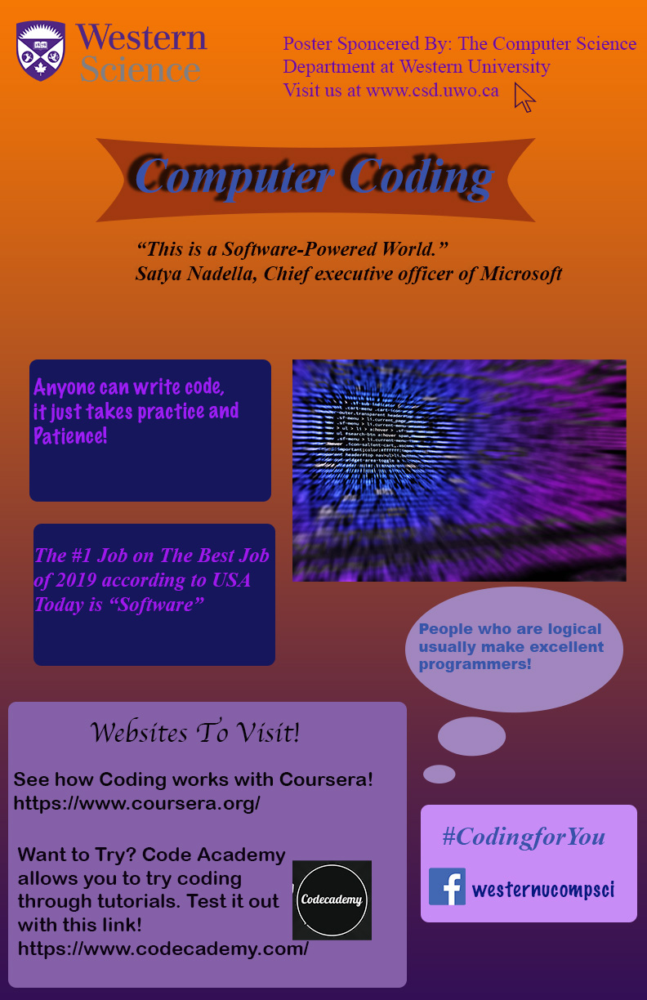 Western
Science
Poster Sponcered By: The Computer Science
Department at Western University
Visit us at www.csd.uwo.ca
Computer Coding
“This is a Software-Powered World.”
Satya Nadella, Chief executive officer of Microsoft
Anyone can write code,
it just takes practice and
Patience!
The #1 Job on The Best Job
of 2019 according to USA
Today is “Software”
People who are logical
usually make excellent
programmers!
Websites To Visit!
See how Coding works with Coursera!
https://www.coursera.org/
Want to Try? Code Academy
allows you to try coding
through tutorials. Test it out
with this link!
https://www.codecademy.com/
Codecademy
#CodingforYou
f westernucompsci